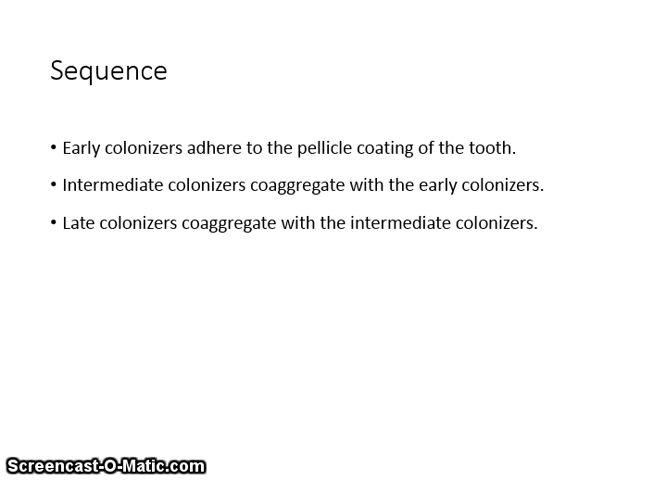 Sequence
• Early colonizers adhere to the pellicle coating of the tooth.
• Intermediate colonizers coaggregate with the early colonizers.
• Late colonizers coaggregate with the intermediate colonizers.
Screencast-O-Matic.com